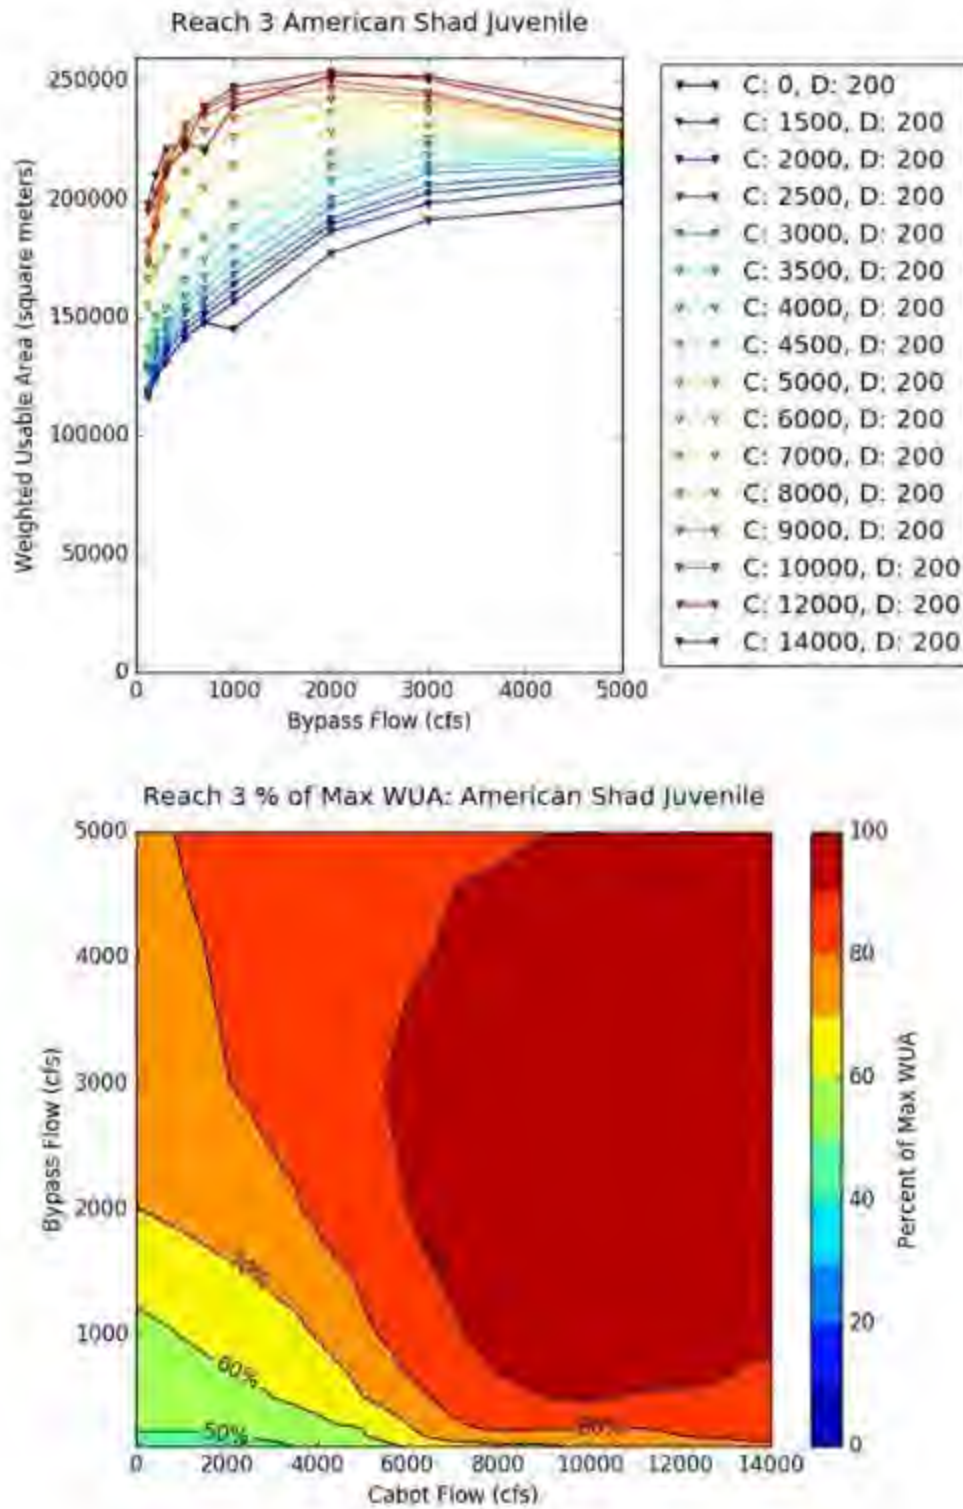 Reach 3 American Shad Juvenile
Weighted Usable Area (square meters)
250000
200000
150000
100000
50000
0
0 1000 2000 3000 4000 5000
Bypass Flow (cfs)
C: 0, D: 200
C: 1500, D: 200
C: 2000, D: 200
C: 2500, D: 200
C: 3000, D: 200
C: 3500, D: 200
C: 4000, D: 200
C: 4500, D: 200
C: 5000, D: 200
C: 6000, D: 200
C: 7000, D: 200
C: 8000, D: 200
C: 9000, D: 200
C: 10000, D: 200
C: 12000, D: 200
C: 14000, D: 200
Reach 3 % of Max WUA: American Shad Juvenile
Bypass Flow (cfs)
5000
4000
3000
2000
1000
70%
60%
50%
80%
0 2000 4000 6000 8000 10000 12000 14000
Cabot Flow (cfs)
100
80
60
40
20
0
Percent of Max WUA